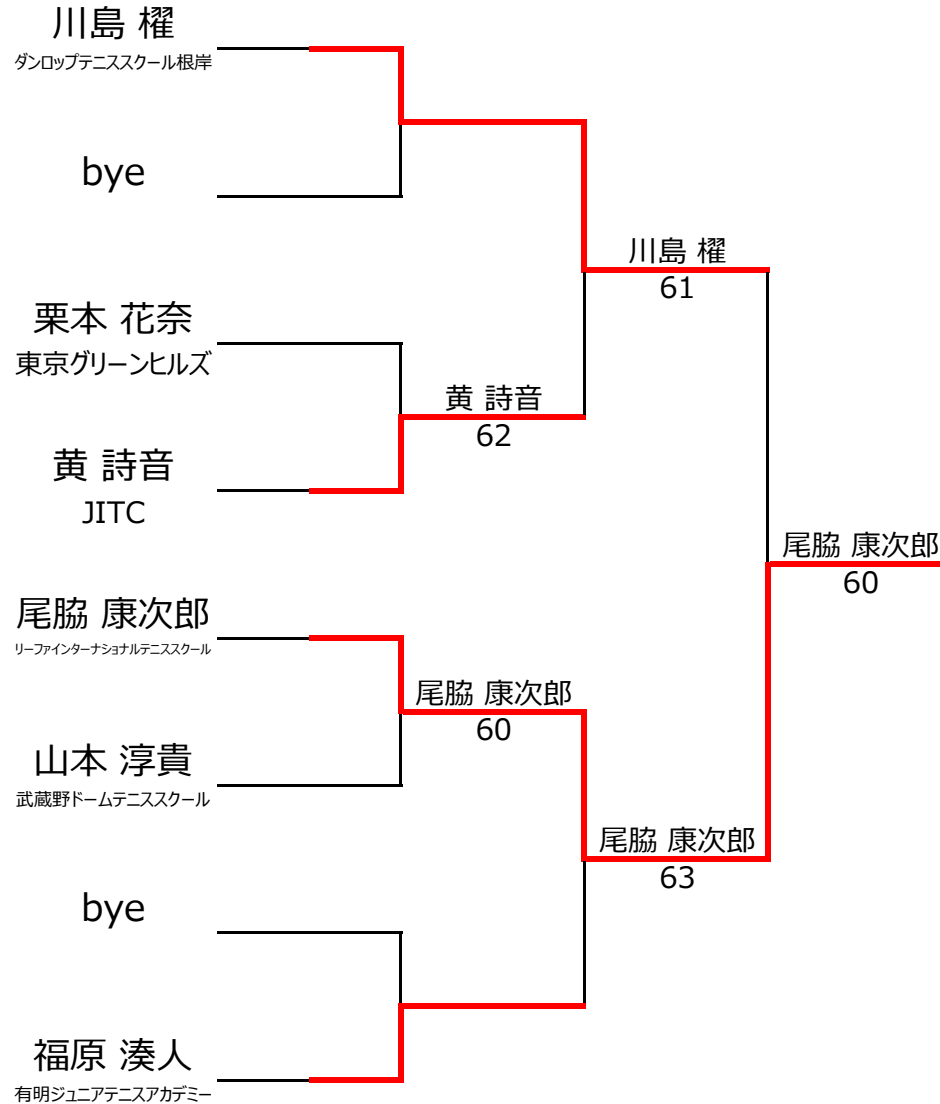 川島 櫂
ダンロップテニススクール根岸
bye
栗本 花奈
東京グリーンヒルズ
黄 詩音
JITC
尾脇 康次郎
リーファインターナショナルテニススクール
山本 淳貴
武蔵野ドームテニススクール
bye
福原 湊人
有明ジュニアテニスアカデミー
黄 詩音
62
尾脇 康次郎
60
川島 櫂
61
尾脇 康次郎
63
尾脇 康次郎
60